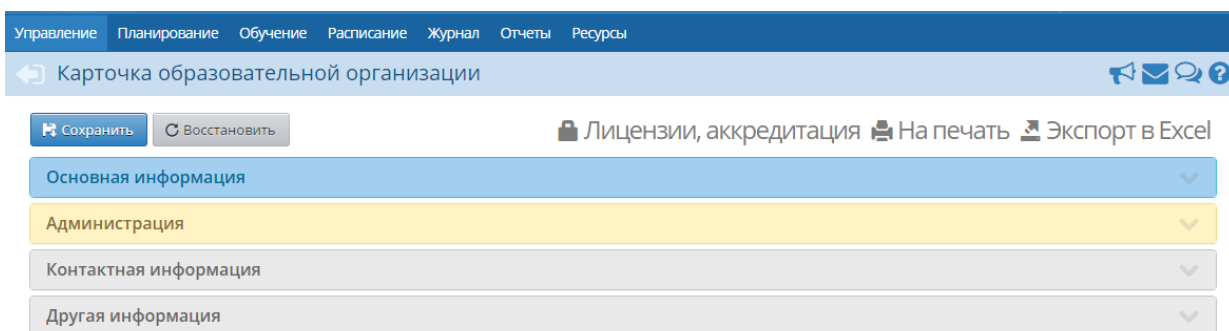 Управление Планирование Обучение Расписание Журнал Отчеты Ресурсы
Карточка образовательной организации
Сохранить Восстановить Лицензии, аккредитация На печать Экспорт в Excel
Основная информация
Администрация
Контактная информация
Другая информация